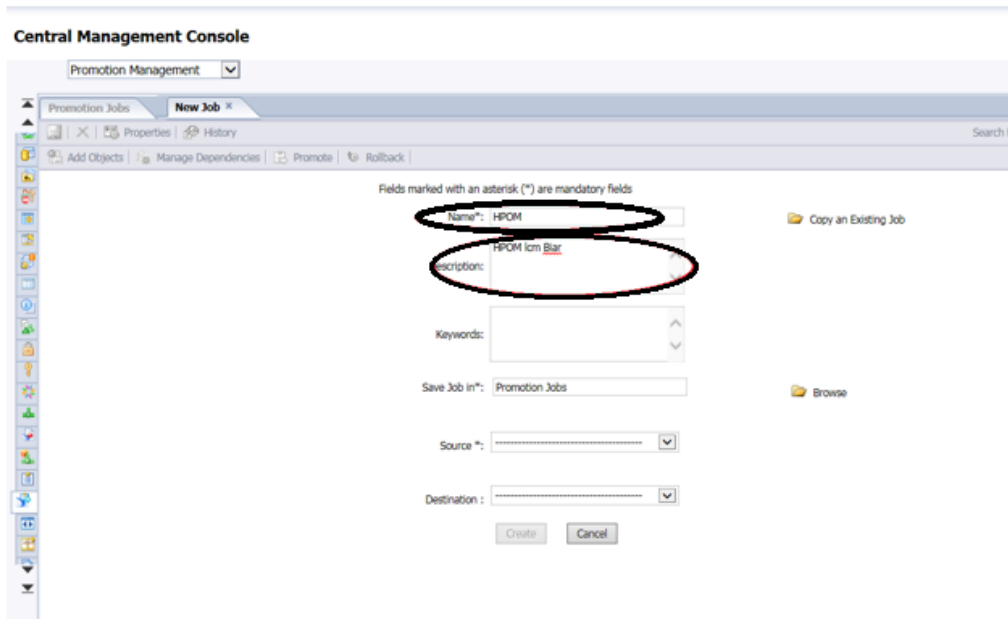 Central Management Console
Promotion Management
Promotion Jobs New Job ×
Properties History Search
Add Objects Manage Dependencies Promote Rollback
Fields marked with an asterisk (*) are mandatory fields
Name*: HPOM Copy an Existing Job
escription: HPOM lcm Biar
Keywords:
Save Job in*: Promotion Jobs Browse
Source *: ----------------------------------------
Destination : ----------------------------------------
Create Cancel